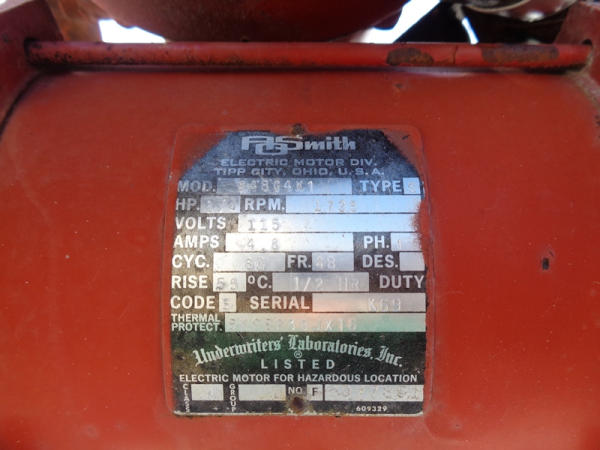 AOSmith
ELECTRIC MOTOR DIV.
TIPP CITY, OHIO, U.S.A.
MOD. TYPE
HP. RPM. 1725
VOLTS 115
AMPS 4.8 PH.
CYC. 60 FR. 48 DES.
RISE 55 °C. 1/2 HR DUTY
CODE SERIAL
THERMAL
PROTECT.
Underwriters' Laboratories, Inc.
®
LISTED
ELECTRIC MOTOR FOR HAZARDOUS LOCATION
CLASS GROUP NO F
609329